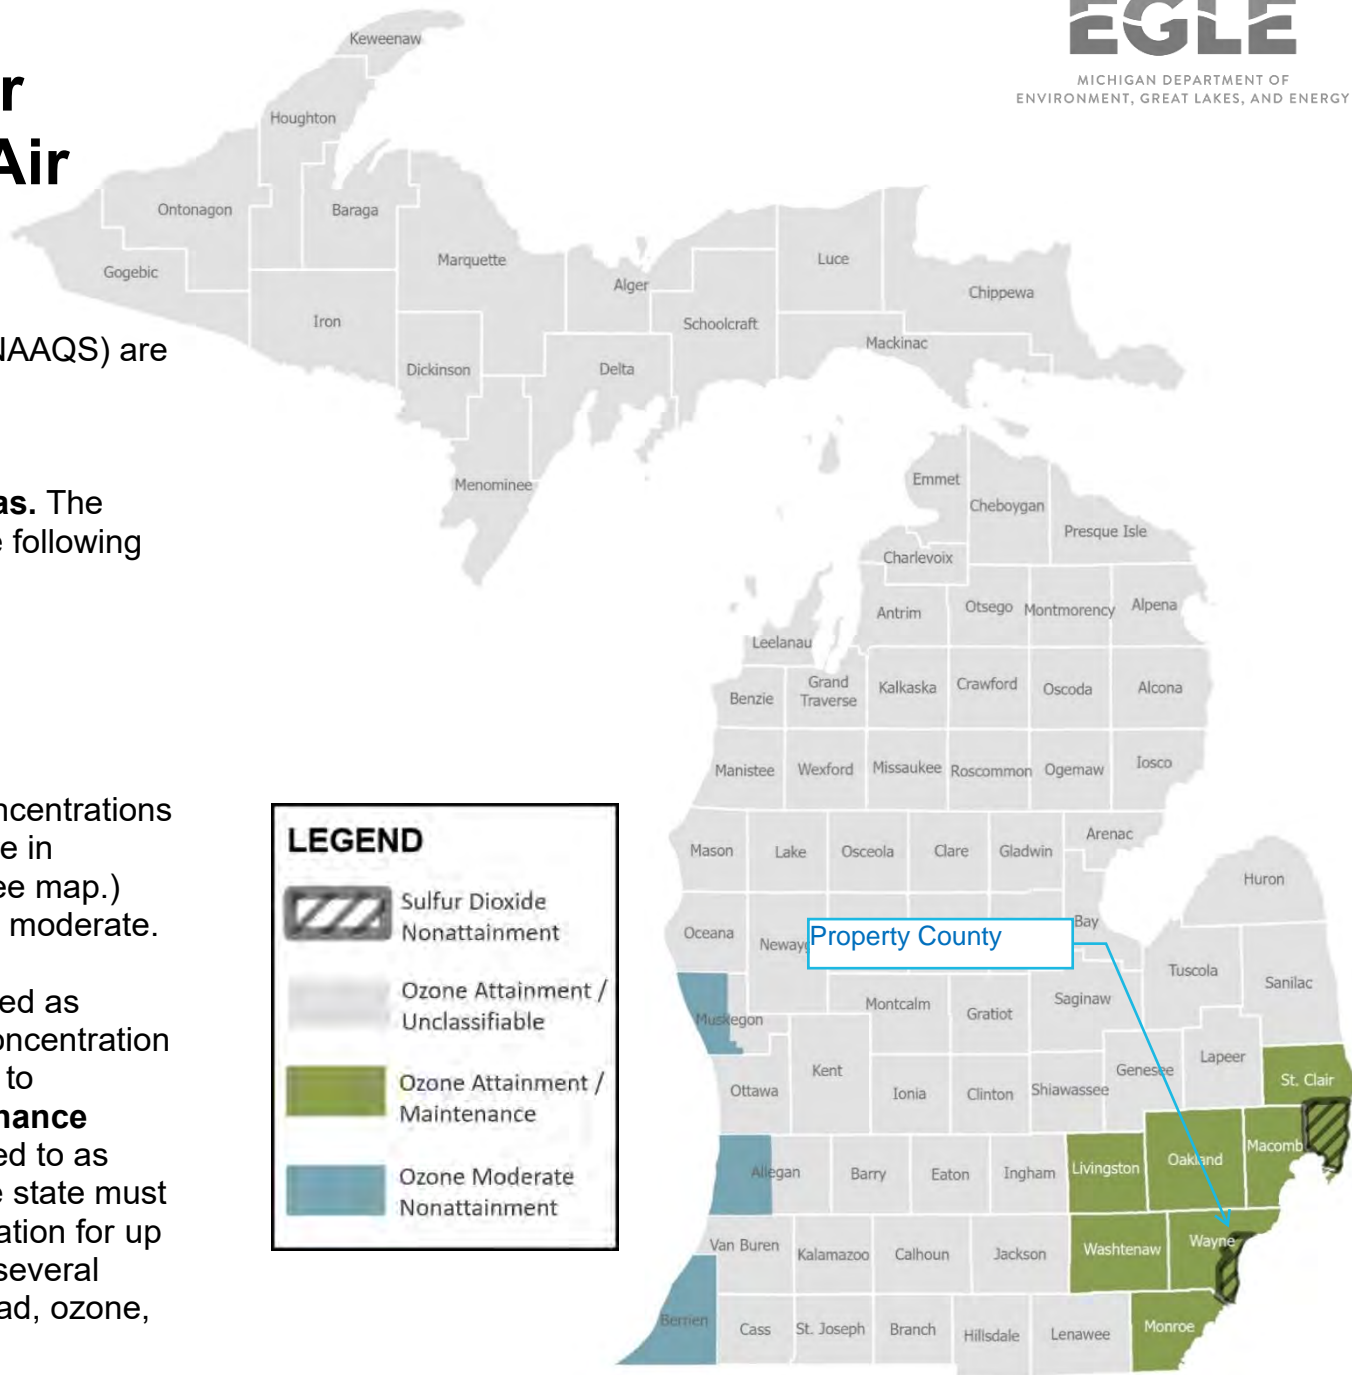 EGLE
MICHIGAN DEPARTMENT OF
ENVIRONMENT, GREAT LAKES, AND ENERGY
r
Air
NAAQS) are
as. The
e following
ncentrations
e in
ee map.)
moderate.
ed as
oncentration
to
nance
ed to as
e state must
ation for up
several
ad, ozone,
Keweenaw
Houghton
Ontonagon
Baraga
Gogebic
Marquette
Luce
Alger
Chippewa
Iron
Schoolcraft
Mackinac
Dickinson
Delta
Menominee
Emmet
Cheboygan
Presque Isle
Charlevoix
Antrim
Otsego
Montmorency
Alpena
Leelanau
Benzie
Grand
Traverse
Kalkaska
Crawford
Oscoda
Alcona
Manistee
Wexford
Missaukee
Roscommon
Ogemaw
Iosco
Mason
Lake
Osceola
Clare
Gladwin
Arenac
Huron
Oceana
Newayg
Property County
Bay
Tuscola
Sanilac
Muskegon
Montcalm
Gratiot
Saginaw
Ottawa
Kent
Ionia
Clinton
Shiawassee
Genesee
Lapeer
St. Clair
Allegan
Barry
Eaton
Ingham
Livingston
Oakland
Macomb
Van Buren
Kalamazoo
Calhoun
Jackson
Washtenaw
Wayne
Berrien
Cass
St. Joseph
Branch
Hillsdale
Lenawee
Monroe
LEGEND
Sulfur Dioxide
Nonattainment
Ozone Attainment /
Unclassifiable
Ozone Attainment /
Maintenance
Ozone Moderate
Nonattainment